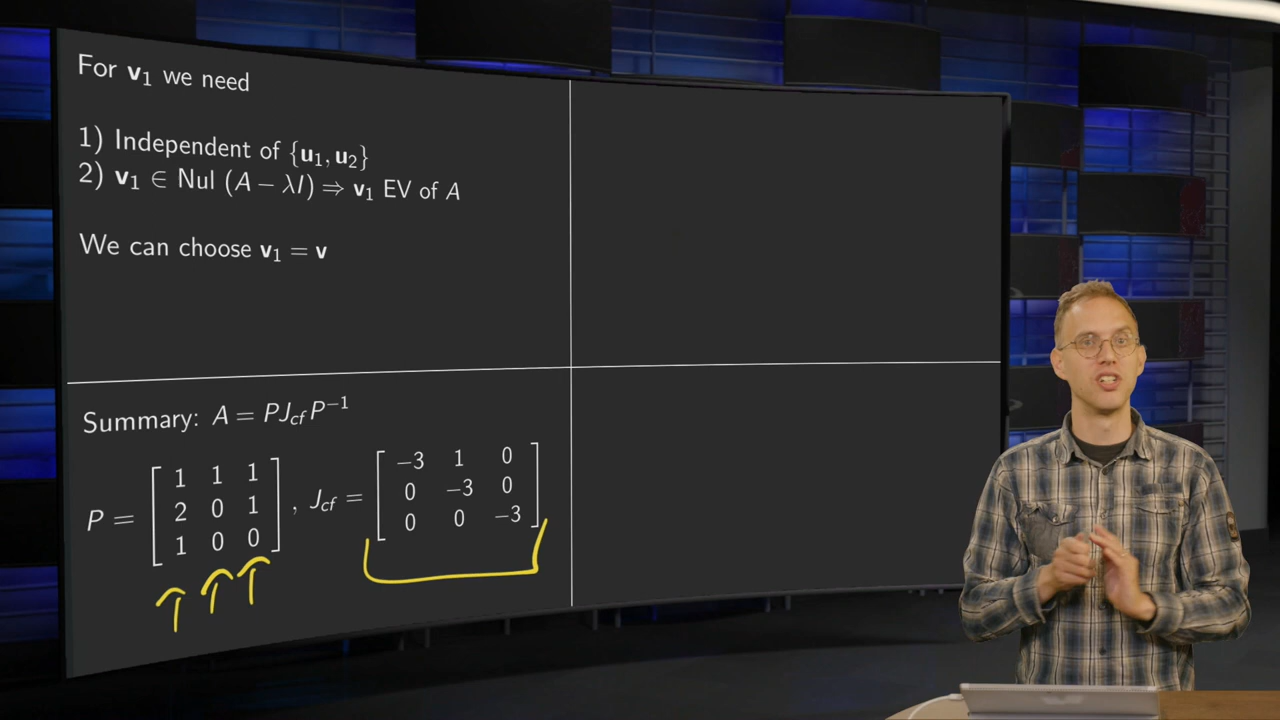 For v₁ we need
1) Independent of {u₁, u₂}
2) v₁ ∈ Nul (A − λI) ⇒ v₁ EV of A
We can choose v₁ = v
Summary: A = PJ_cf P⁻¹
P = [1 1 1; 2 0 1; 1 0 0], J_cf = [−3 1 0; 0 −3 0; 0 0 −3]